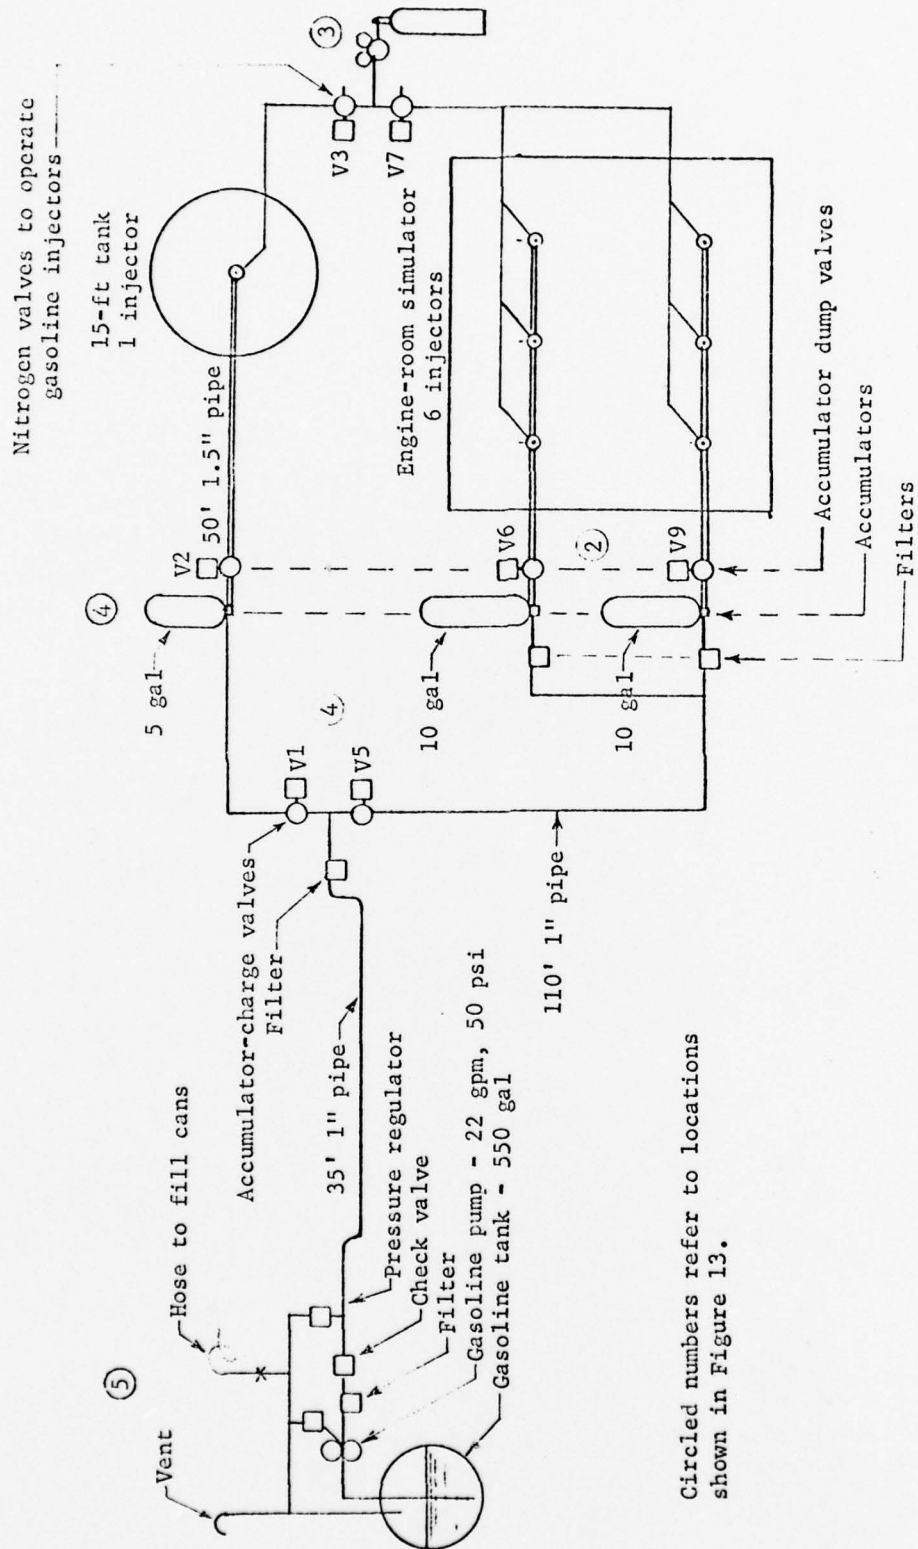 Nitrogen valves to operate
gasoline injectors
15-ft tank
1 injector
3
V3
V7
50' 1.5" pipe
Engine-room simulator
6 injectors
V2
V6
2
V9
4
5 gal
10 gal
10 gal
Accumulator dump valves
Accumulators
Filters
4
V1
V5
Accumulator-charge valves
Filter
35' 1" pipe
110' 1" pipe
5
Vent
Hose to fill cans
Pressure regulator
Check valve
Filter
Gasoline pump - 22 gpm, 50 psi
Gasoline tank - 550 gal
Circled numbers refer to locations
shown in Figure 13.